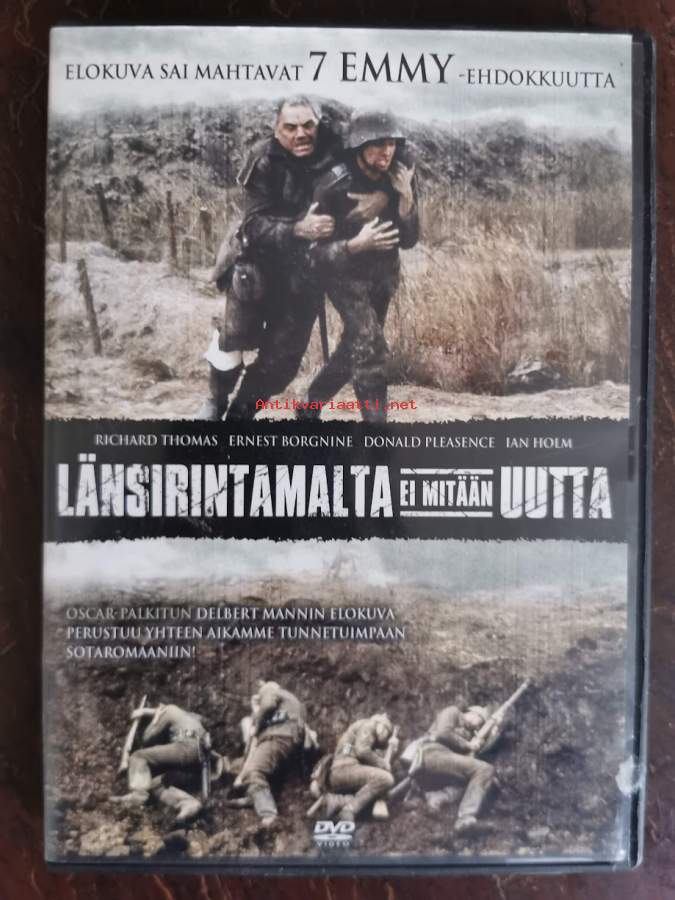 ELOKUVA SAI MAHTAVAT 7 EMMY -EHDOKKUUTTA
Antikvariaatti.net
RICHARD THOMAS ERNEST BORGNINE DONALD PLEASENCE IAN HOLM
LÄNSIRINTAMALTA EI MITÄÄN UUTTA
OSCAR-PALKITUN DELBERT MANNIN ELOKUVA
PERUSTUU YHTEEN AIKAMME TUNNETUIMPAAN
SOTAROMAANIIN!
DVD
VIDEO